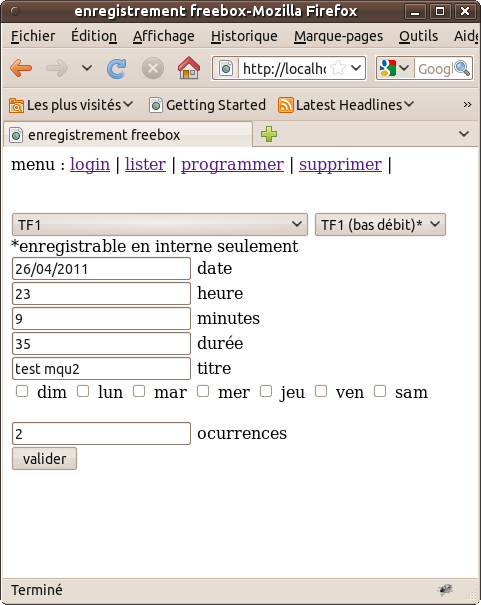 enregistrement freebox-Mozilla Firefox
Fichier Édition Affichage Historique Marque-pages Outils Aide
http://localho Google
Les plus visités Getting Started Latest Headlines »
enregistrement freebox
menu : login | lister | programmer | supprimer |
TF1 TF1 (bas débit)*
*enregistrable en interne seulement
26/04/2011 date
23 heure
9 minutes
35 durée
test mqu2 titre
dim lun mar mer jeu ven sam
2 ocurrences
valider
Terminé